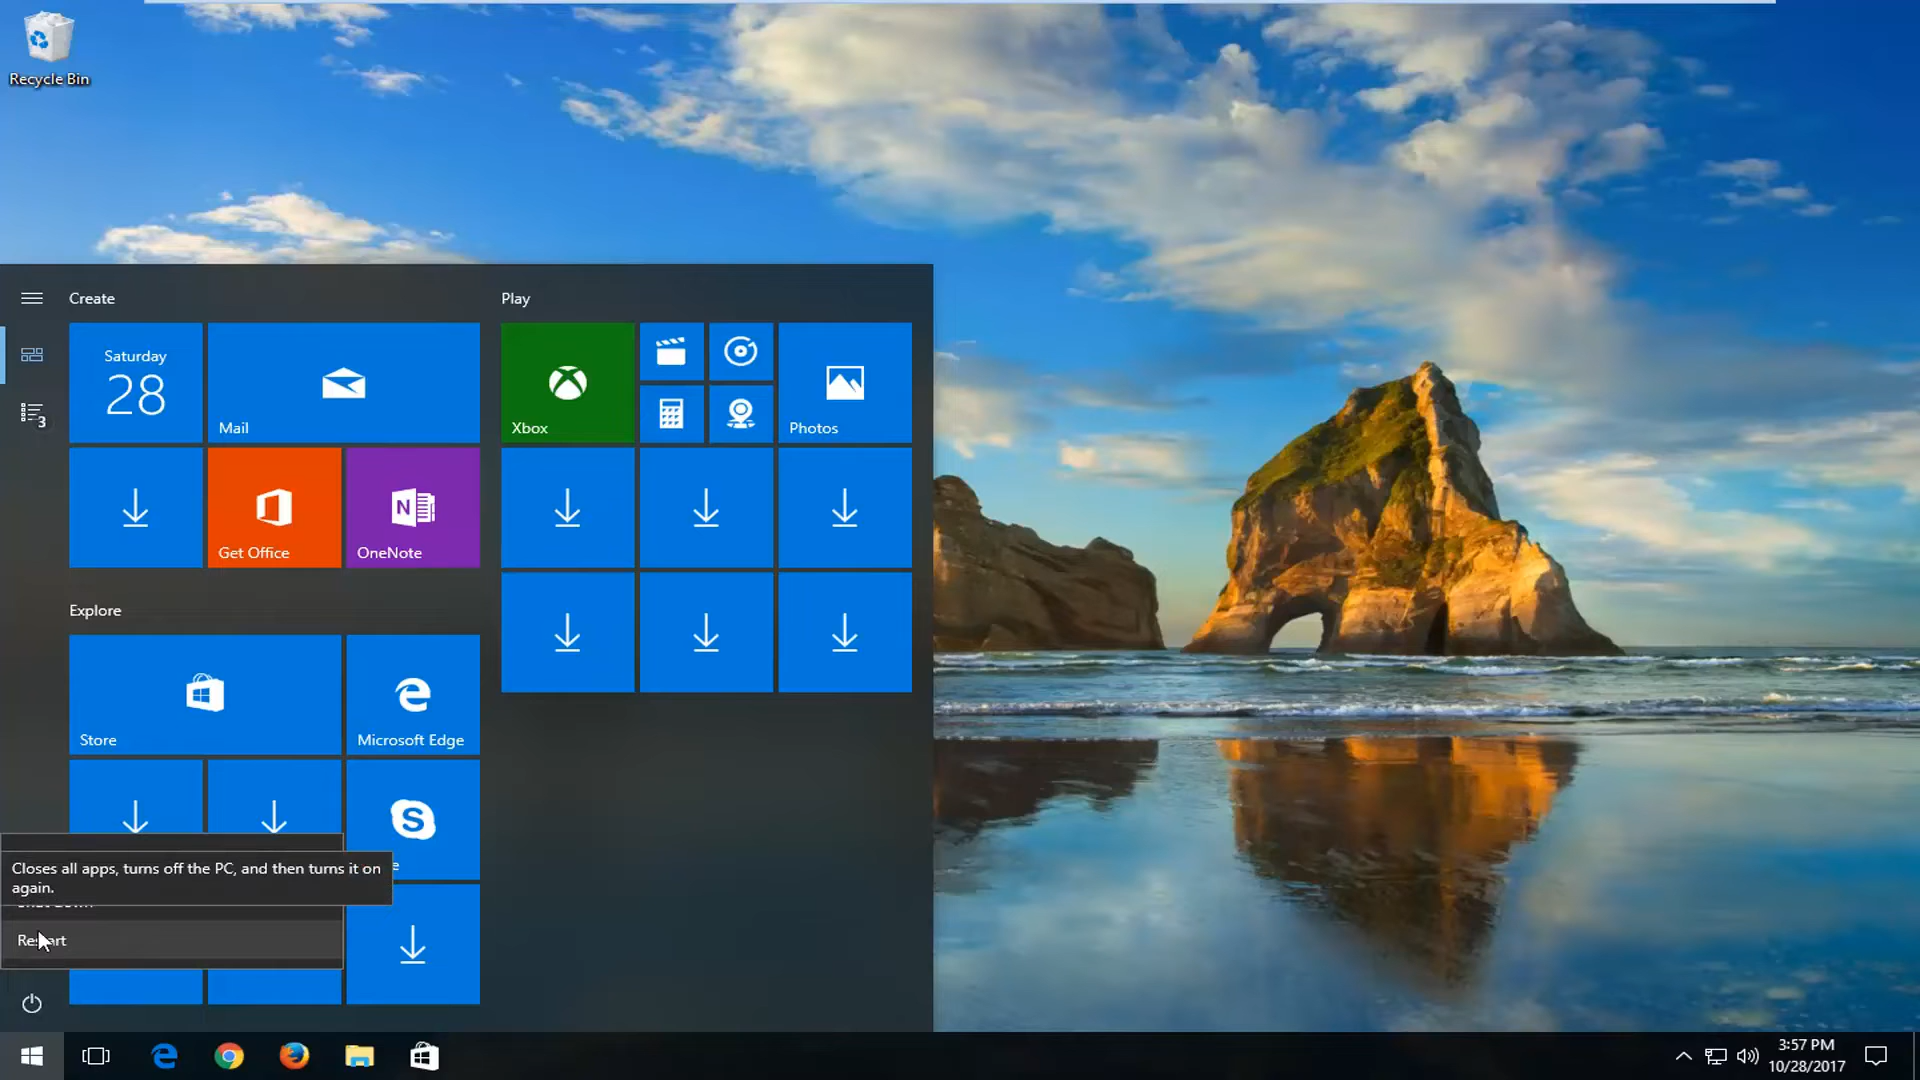 Recycle Bin
Create
Play
Saturday
28
Mail
Xbox
Photos
3
Get Office
N
OneNote
Explore
Store
Microsoft Edge
S
e
Closes all apps, turns off the PC, and then turns it on
again.
Restart
3:57 PM
10/28/2017